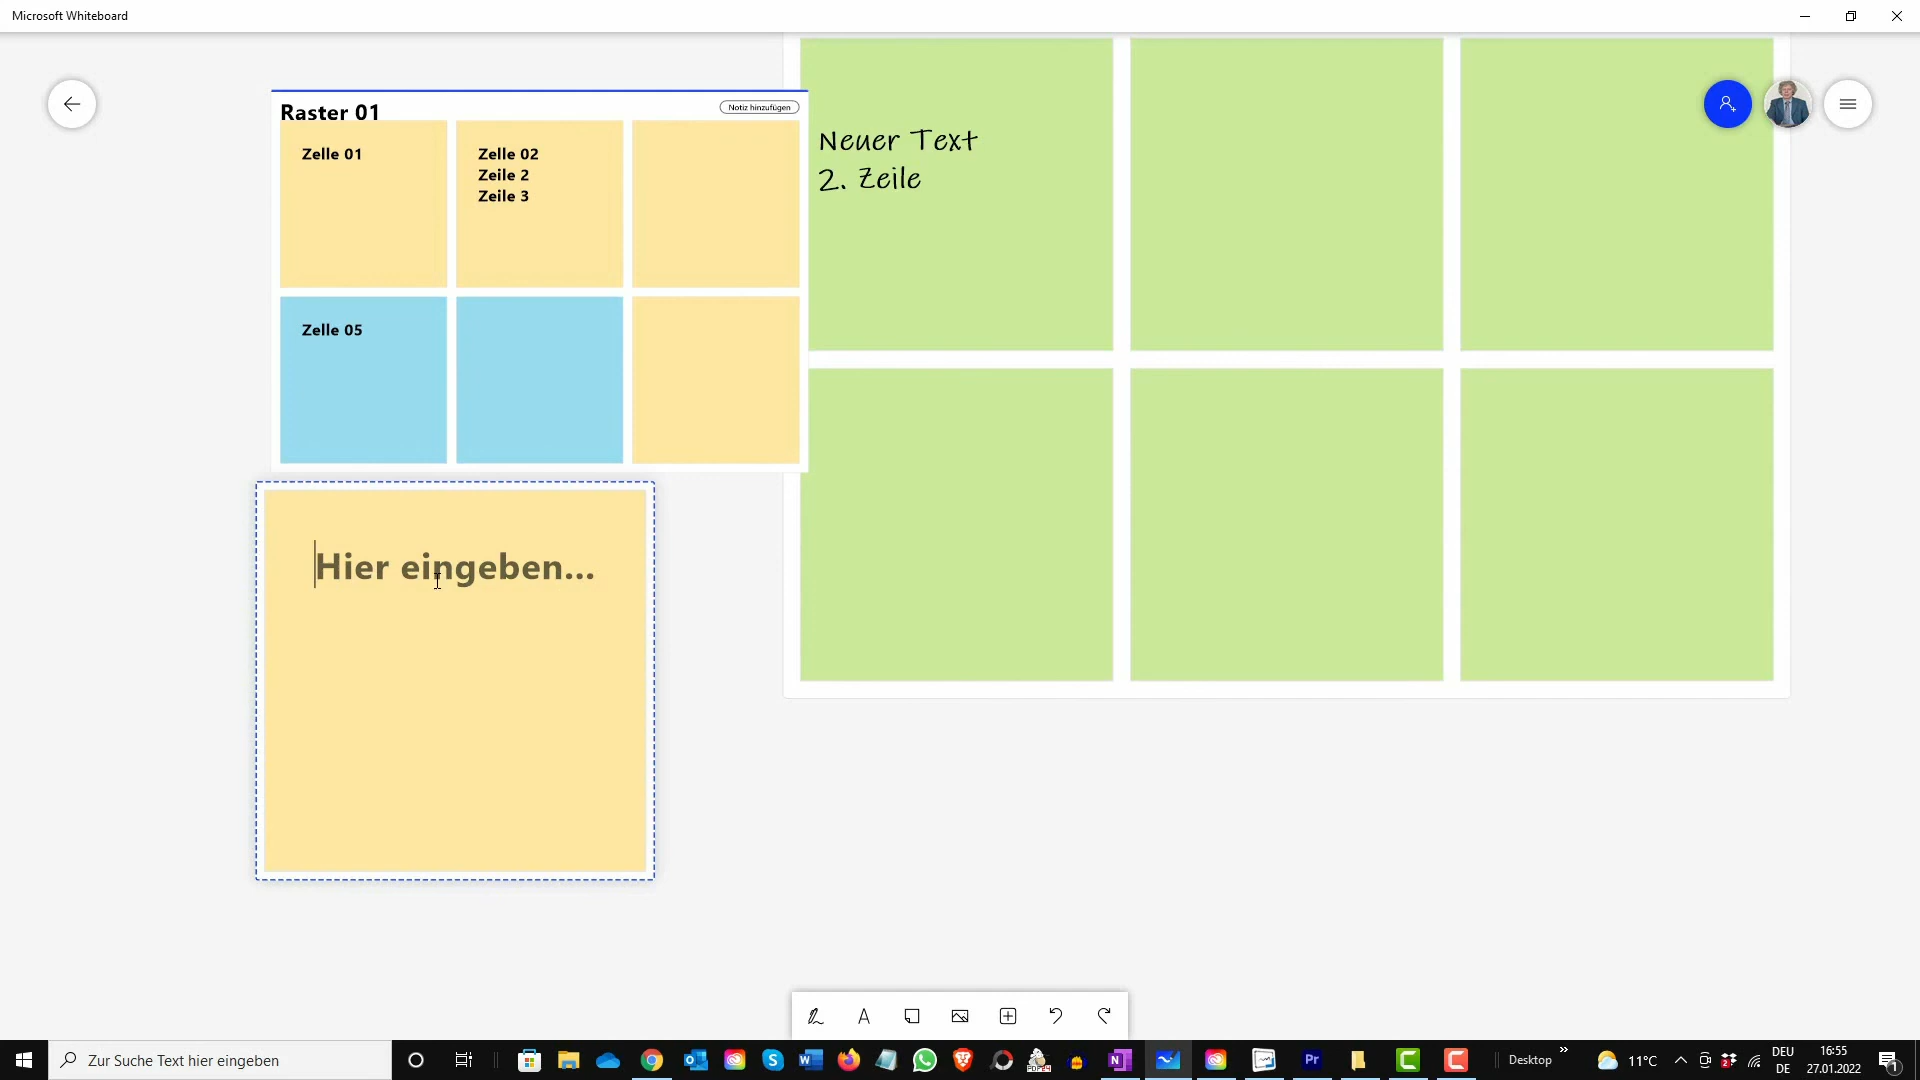 Microsoft Whiteboard
Raster 01
Notiz hinzufügen
Zelle 01
Zelle 02
Zeile 2
Zeile 3
Zelle 05
Neuer Text
2. Zeile
Hier eingeben...
Zur Suche Text hier eingeben
Desktop
11°C
DEU
DE
16:55
27.01.2022